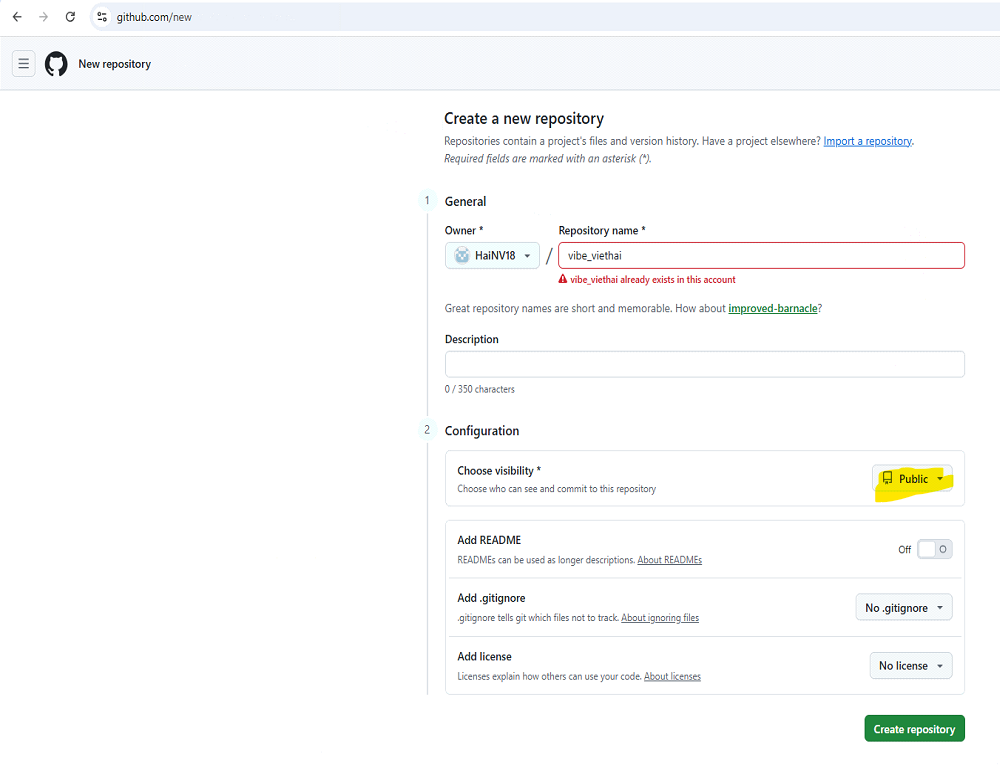 github.com/new
New repository
Create a new repository
Repositories contain a project's files and version history. Have a project elsewhere? Import a repository.
Required fields are marked with an asterisk (*).
1 General
Owner * Repository name *
HaiNV18 / vibe_viethai
vibe_viethai already exists in this account
Great repository names are short and memorable. How about improved-barnacle?
Description
0 / 350 characters
2 Configuration
Choose visibility *
Choose who can see and commit to this repository
Public
Add README
READMEs can be used as longer descriptions. About READMEs
Off
Add .gitignore
.gitignore tells git which files not to track. About ignoring files
No .gitignore
Add license
Licenses explain how others can use your code. About licenses
No license
Create repository